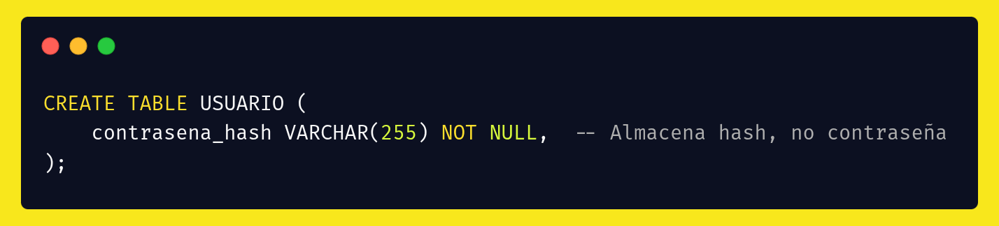 CREATE TABLE USUARIO (
    contrasena_hash VARCHAR(255) NOT NULL,  -- Almacena hash, no contraseña
);